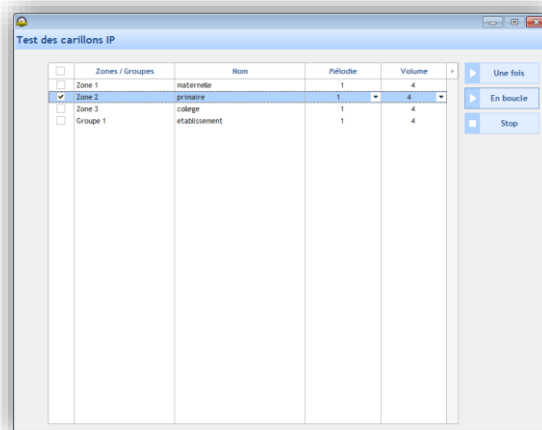 Test des carillons IP
Zones / Groupes Nom Mélodie Volume >
Zone 1 maternelle 1 4
Zone 2 primaire 1 4
Zone 3 college 1 4
Groupe 1 etablissement 1 4
Une fois
En boucle
Stop